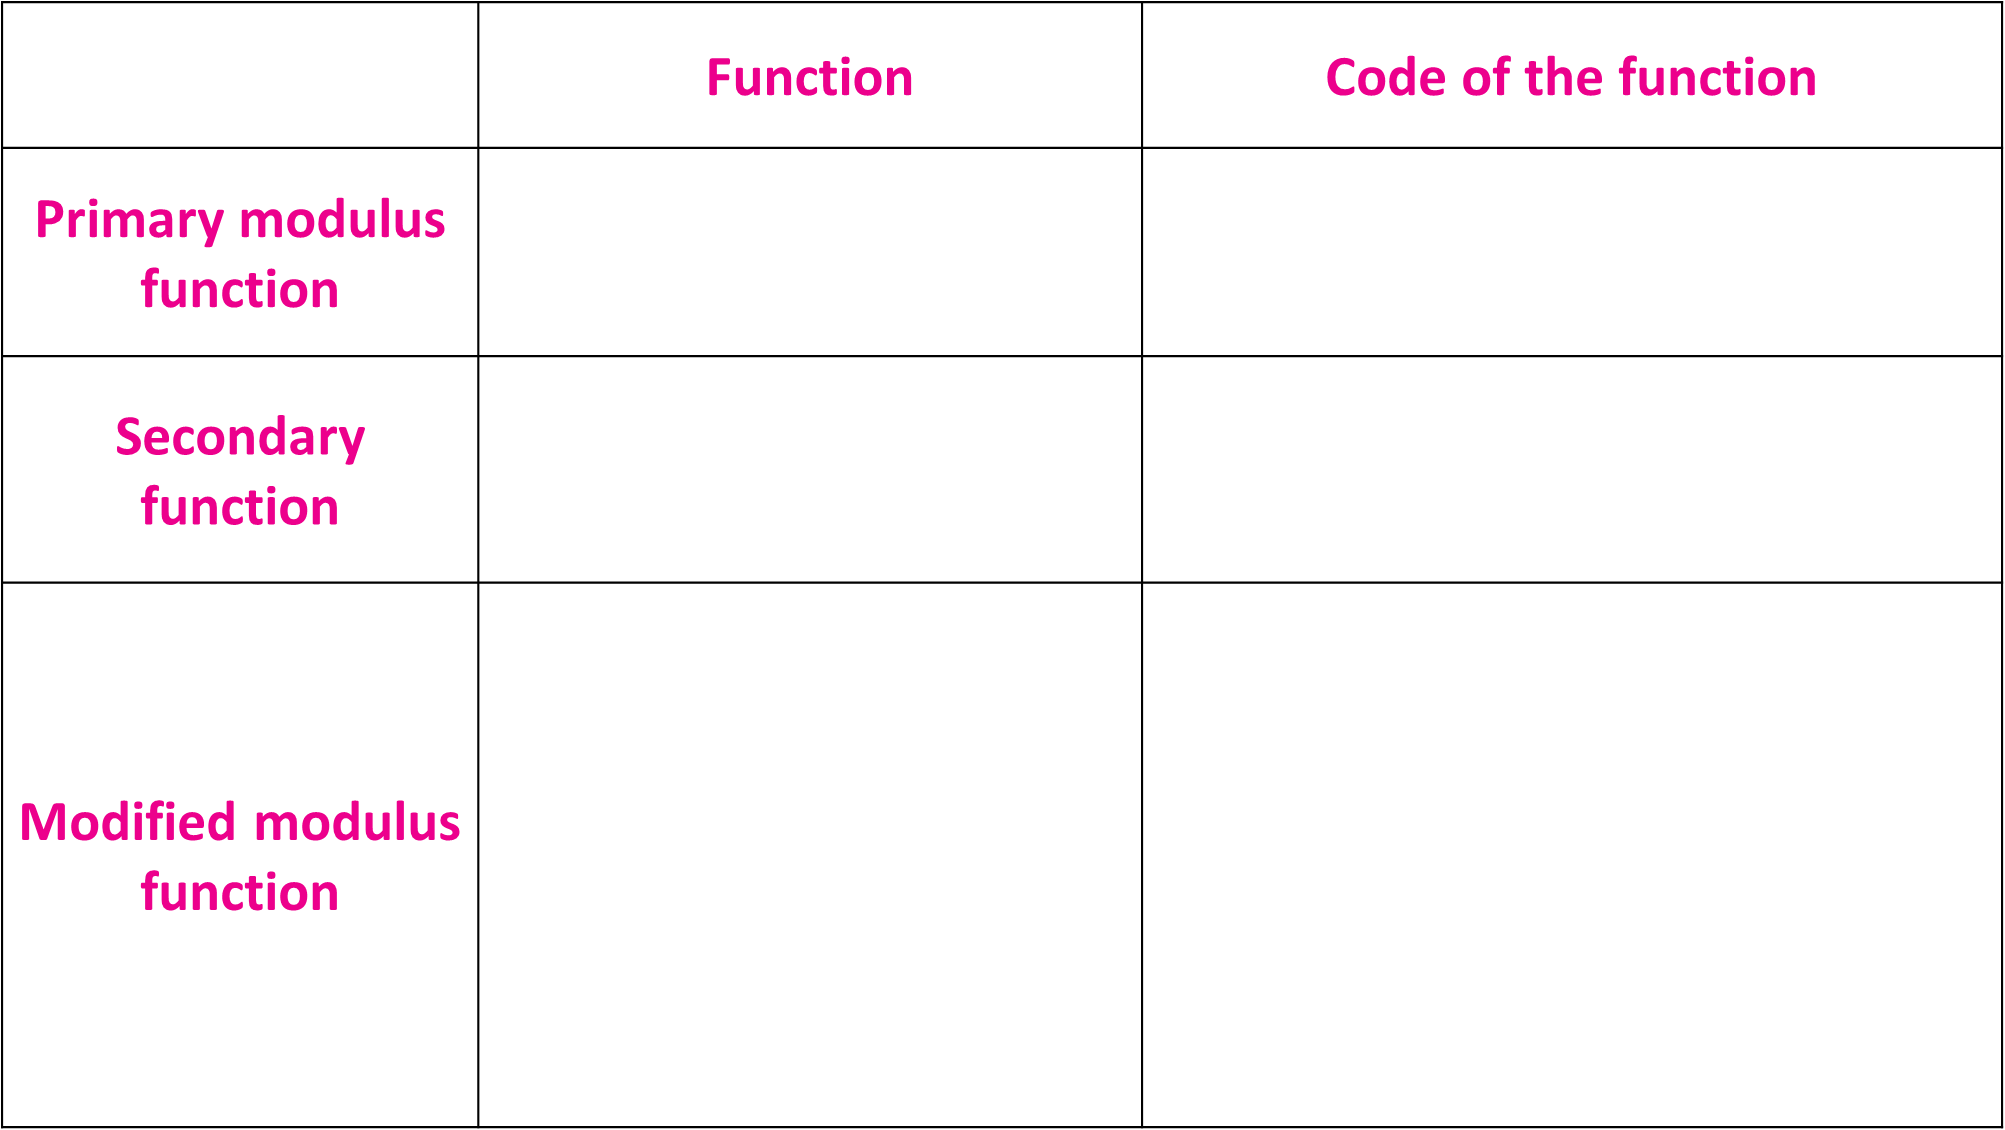 Function
Code of the function
Primary modulus
function
Secondary
function
Modified modulus
function